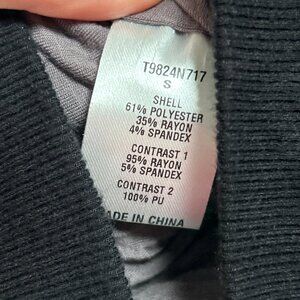 T9824N717
S
SHELL
61% POLYESTER
35% RAYON
4% SPANDEX
CONTRAST 1
95% RAYON
5% SPANDEX
CONTRAST 2
100% PU
MADE IN CHINA